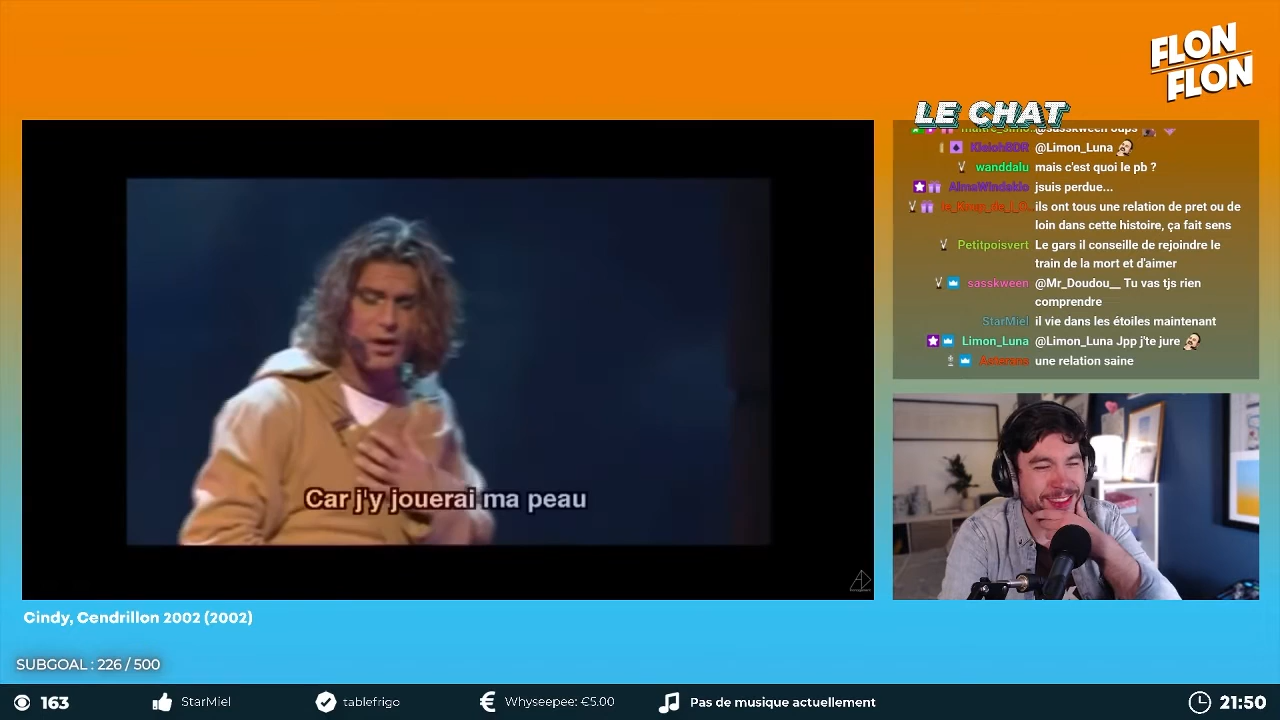 FLON
FLON
LE CHAT
@sasskween oups
@Limon_Luna
wanddalu mais c'est quoi le pb ?
AlmaWindskio jsuis perdue...
ils ont tous une relation de pret ou de
loin dans cette histoire, ça fait sens
Petitpoisvert Le gars il conseille de rejoindre le
train de la mort et d'aimer
sasskween @Mr_Doudou__ Tu vas tjs rien
comprendre
StarMiel il vie dans les étoiles maintenant
Limon_Luna @Limon_Luna Jpp j'te jure
une relation saine
Car j'y jouerai ma peau
Cindy, Cendrillon 2002 (2002)
SUBGOAL : 226 / 500
163 StarMiel tablefrigo € Whyseepee: €5.00 Pas de musique actuellement 21:50